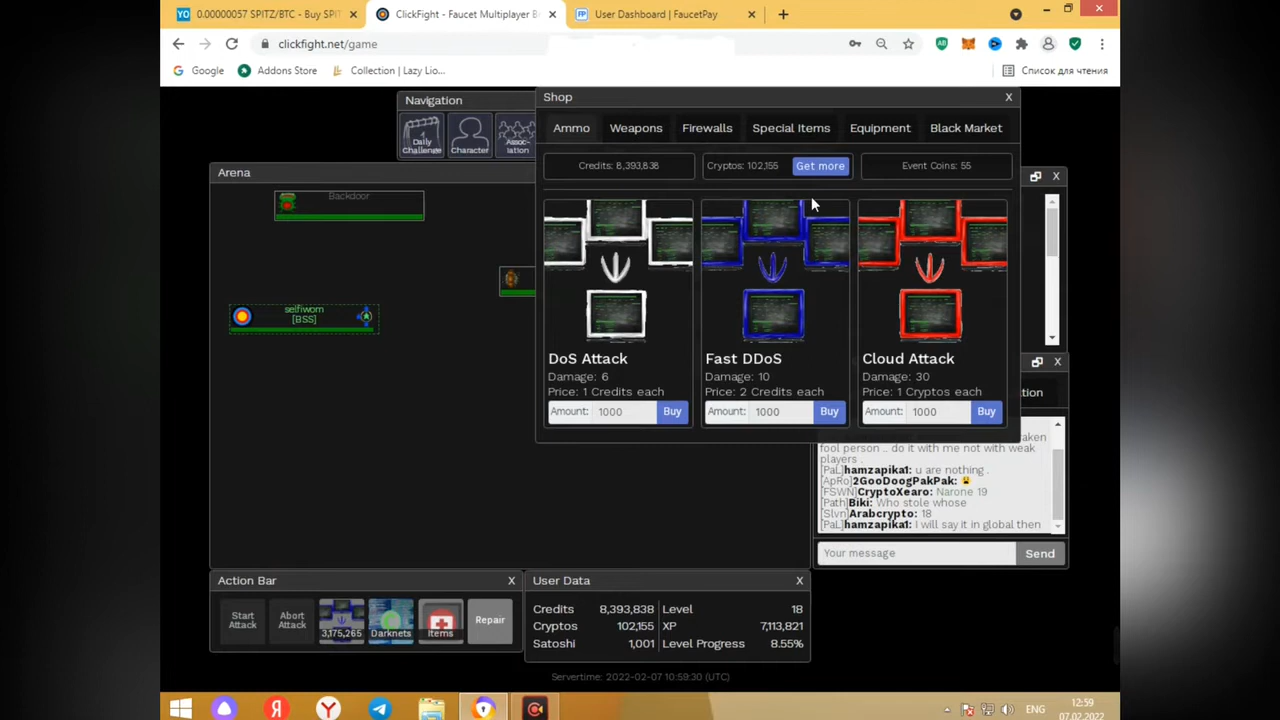 0.00000057 SPITZ/BTC - Buy SPIT
ClickFight - Faucet Multiplayer B
User Dashboard | FaucetPay
clickfight.net/game
Google
Addons Store
Collection | Lazy Lio...
Список для чтения
Navigation
Daily Challenge
Character
Assoc-iation
Shop
X
Ammo
Weapons
Firewalls
Special Items
Equipment
Black Market
Credits: 8,393,838
Cryptos: 102,155
Get more
Event Coins: 55
Arena
Backdoor
selfiworn
[BSS]
DoS Attack
Damage: 6
Price: 1 Credits each
Amount: 1000 Buy
Fast DDoS
Damage: 10
Price: 2 Credits each
Amount: 1000 Buy
Cloud Attack
Damage: 30
Price: 1 Cryptos each
Amount: 1000 Buy
X
X
tion
fool person .. do it with me not with weak
players .
[PaL]hamzapika1: u are nothing .
[ApRo]2GooDoogPakPak:
[FSWN]CryptoXearo: Narone 19
[Path]Biki: Who stole whose
[Slvn]Arabcrypto: 18
[PaL]hamzapika1: I will say it in global then
Your message
Send
Action Bar
X
Start Attack
Abort Attack
3,175,265
Darknets
Items
Repair
User Data
X
Credits 8,393,838 Level 18
Cryptos 102,155 XP 7,113,821
Satoshi 1,001 Level Progress 8.55%
Servertime: 2022-02-07 10:59:30 (UTC)
ENG
12:59
07.02.2022